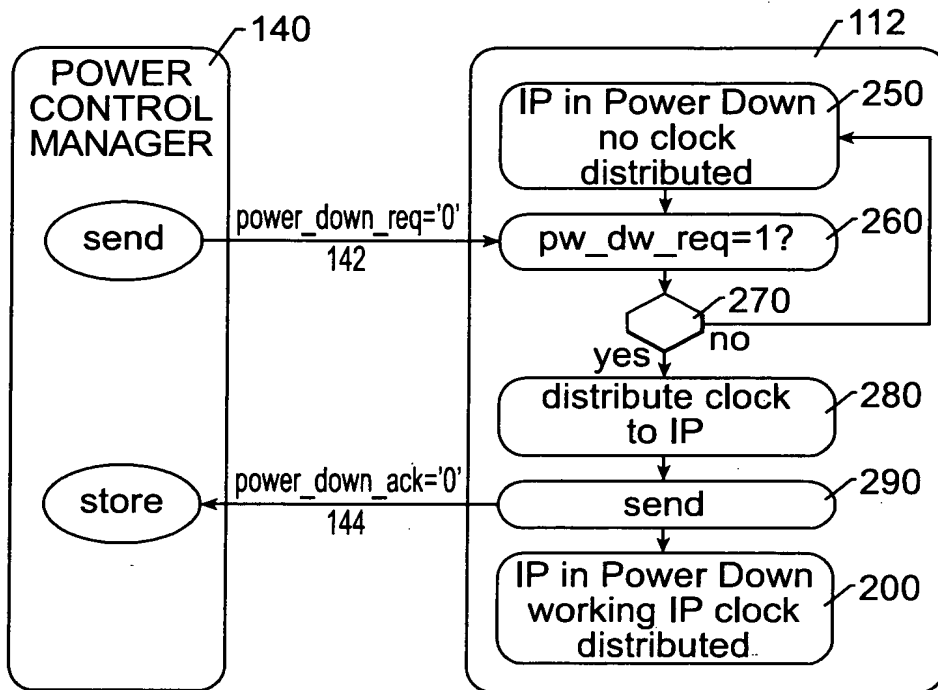 140
POWER
CONTROL
MANAGER
send
power_down_req='0'
142
store
power_down_ack='0'
144
112
IP in Power Down
no clock
distributed
250
pw_dw_req=1?
260
270
yes
no
distribute clock
to IP
280
send
290
IP in Power Down
working IP clock
distributed
200